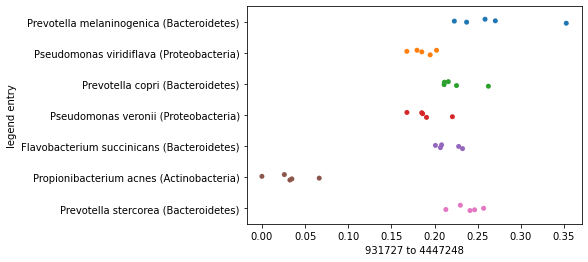 Prevotella melaninogenica (Bacteroidetes)
Pseudomonas viridiflava (Proteobacteria)
Prevotella copri (Bacteroidetes)
Pseudomonas veronii (Proteobacteria)
Flavobacterium succinicans (Bacteroidetes)
Propionibacterium acnes (Actinobacteria)
Prevotella stercorea (Bacteroidetes)
legend entry
0.00 0.05 0.10 0.15 0.20 0.25 0.30 0.35
931727 to 4447248